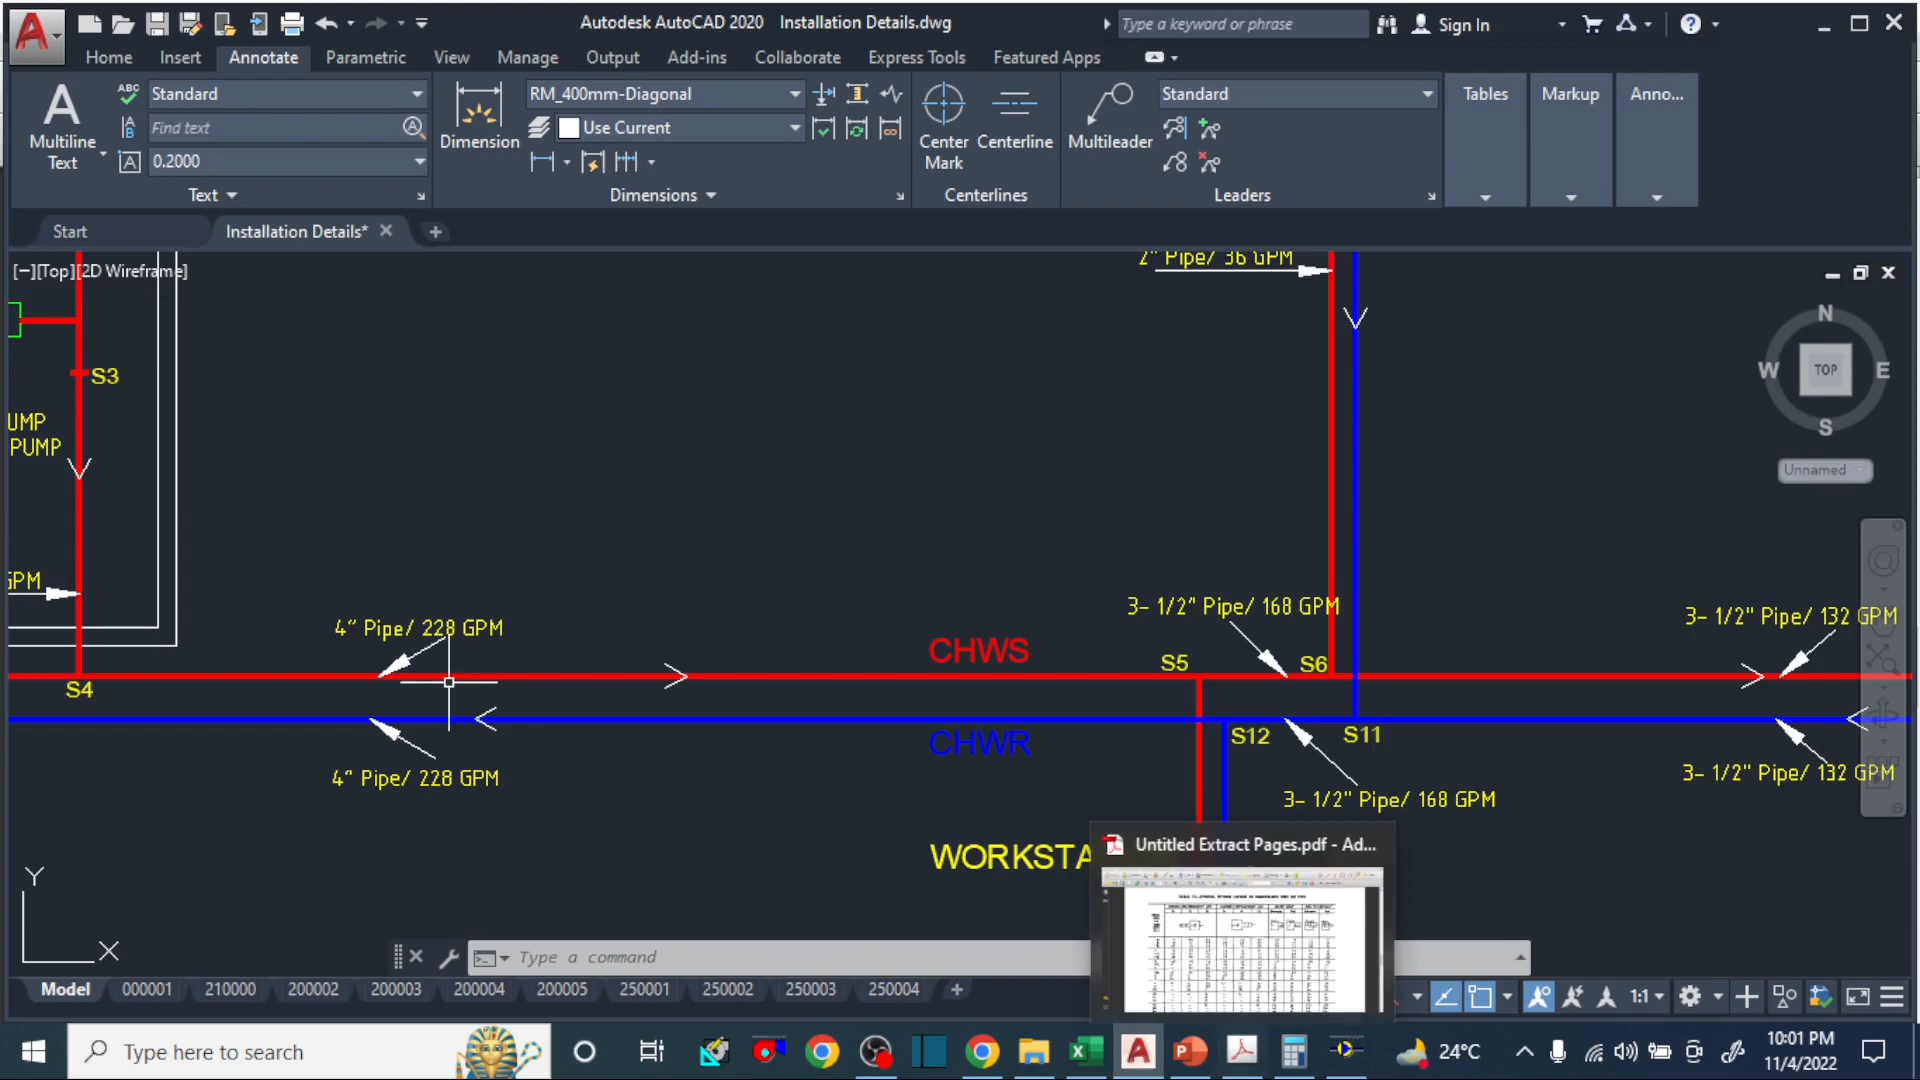 Autodesk AutoCAD 2020 Installation Details.dwg
Type a keyword or phrase
Sign In
Home Insert Annotate Parametric View Manage Output Add-ins Collaborate Express Tools Featured Apps
Multiline Text
ABC
Standard
Find text
0.2000
Text
Dimension
RM_400mm-Diagonal
Use Current
Dimensions
Center Mark
Centerline
Centerlines
Multileader
Standard
Leaders
Tables
Markup
Anno...
Start
Installation Details*
[−][Top][2D Wireframe]
2" Pipe/ 36 GPM
N
W TOP E
S
Unnamed
S3
UMP
PUMP
GPM
4" Pipe/ 228 GPM
3- 1/2" Pipe/ 168 GPM
3- 1/2" Pipe/ 132 GPM
CHWS
S5
S6
S4
CHWR
S12
S11
4" Pipe/ 228 GPM
3- 1/2" Pipe/ 132 GPM
3- 1/2" Pipe/ 168 GPM
WORKSTA
Untitled Extract Pages.pdf - Ad...
Y
X
Type a command
Model 000001 210000 200002 200003 200004 200005 250001 250002 250003 250004
1:1
Type here to search
24°C
10:01 PM
11/4/2022